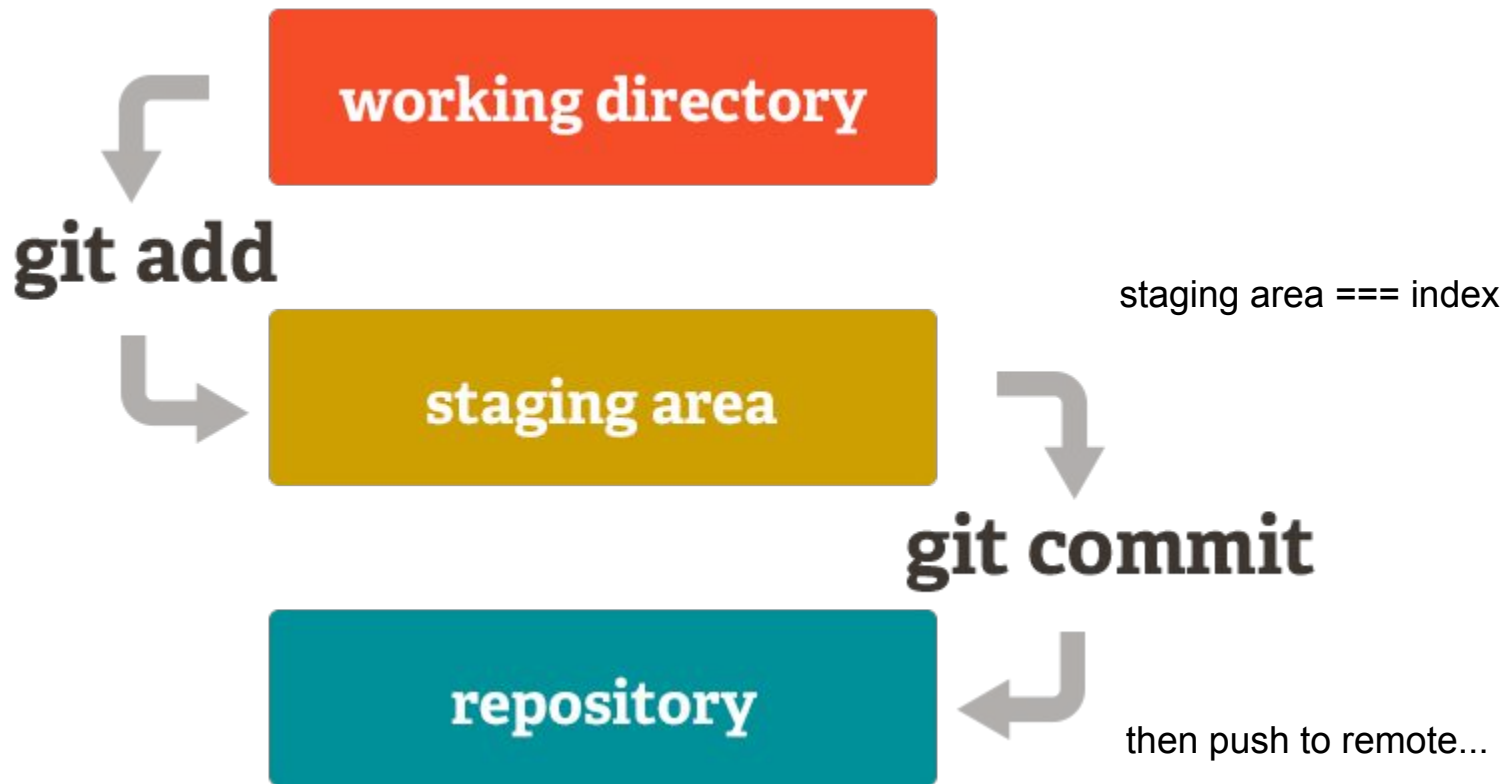 working directory
git add
staging area === index
staging area
git commit
repository
then push to remote...